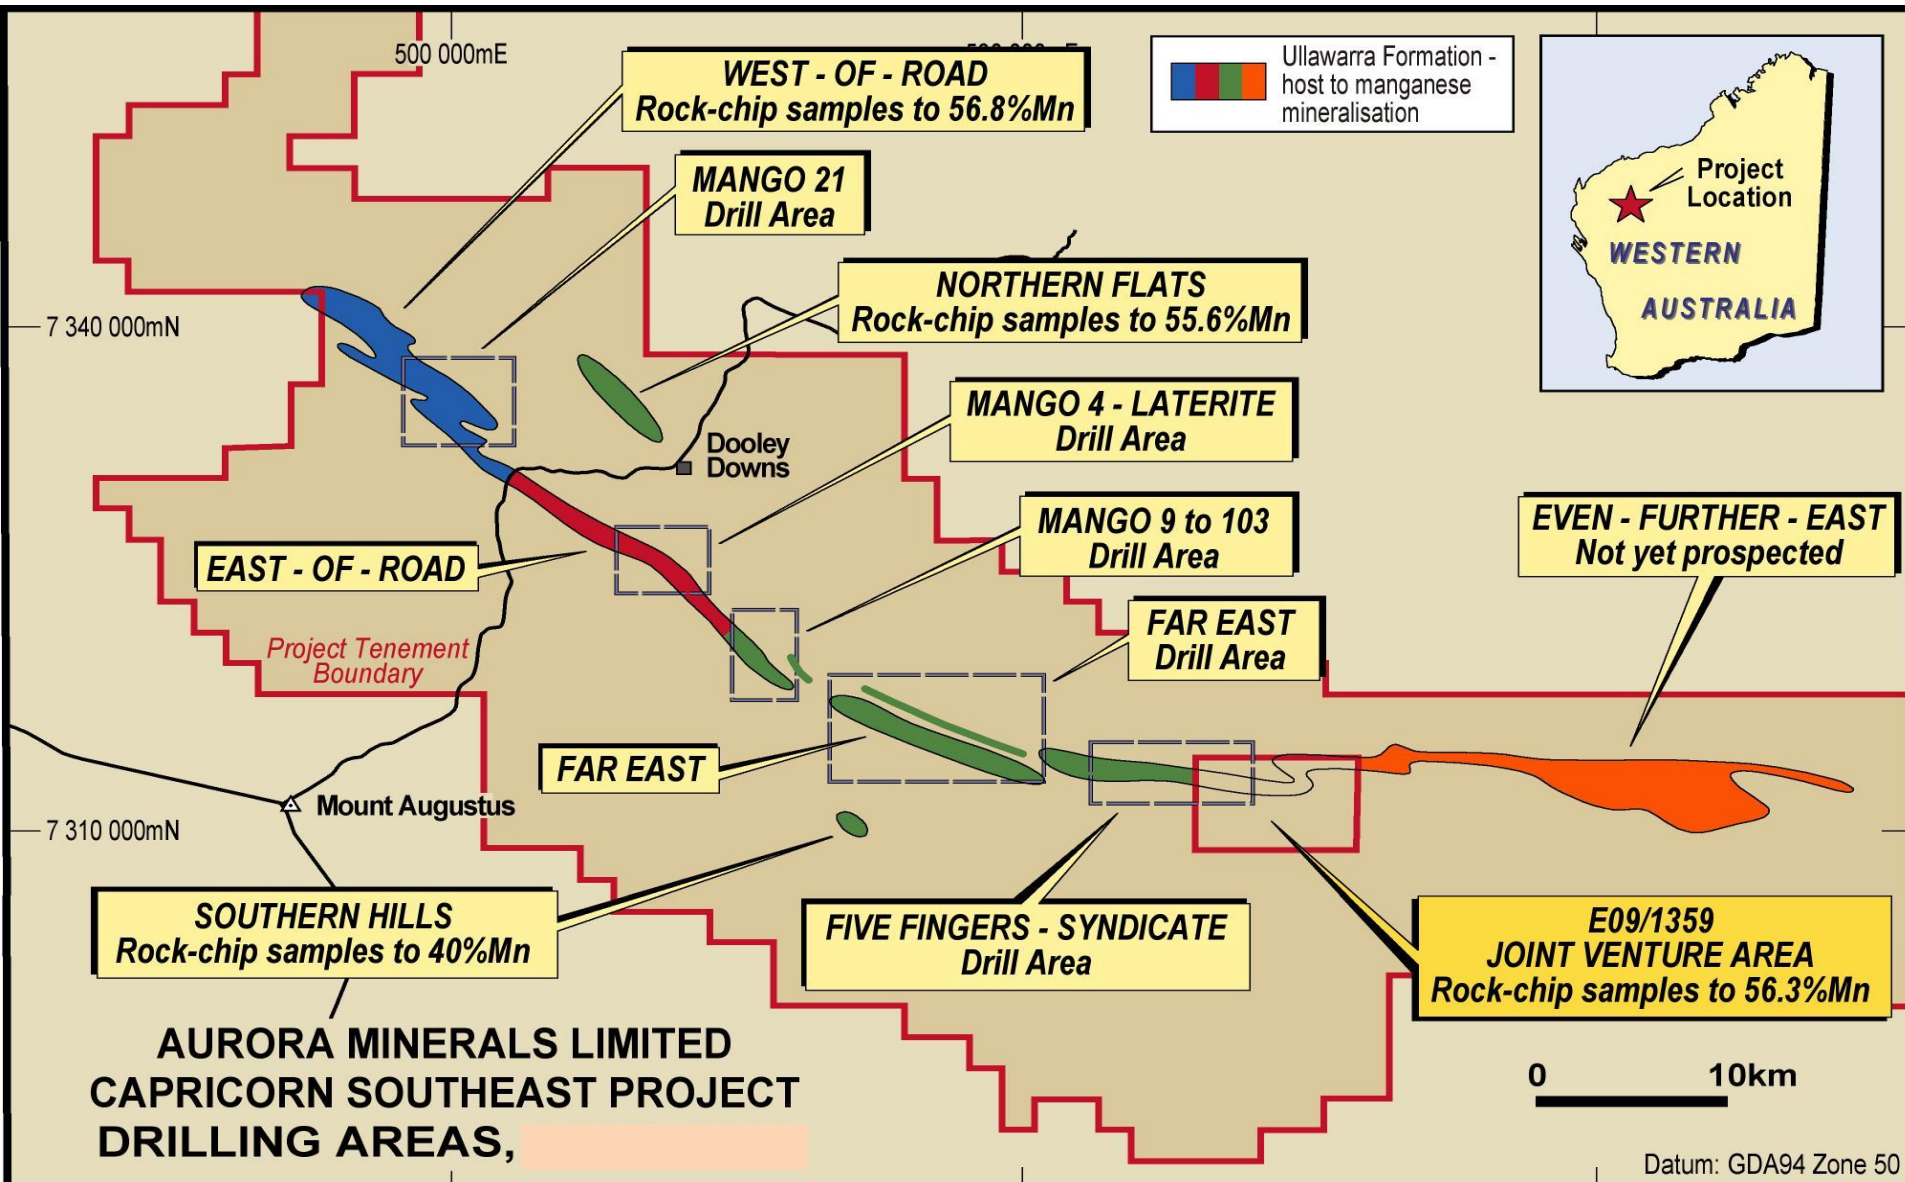 500 000mE
WEST - OF - ROAD
Rock-chip samples to 56.8%Mn
Ullawarra Formation -
host to manganese
mineralisation
Project
Location
WESTERN
AUSTRALIA
MANGO 21
Drill Area
NORTHERN FLATS
Rock-chip samples to 55.6%Mn
7 340 000mN
MANGO 4 - LATERITE
Drill Area
Dooley
Downs
MANGO 9 to 103
Drill Area
EVEN - FURTHER - EAST
Not yet prospected
EAST - OF - ROAD
FAR EAST
Drill Area
Project Tenement
Boundary
FAR EAST
Mount Augustus
7 310 000mN
SOUTHERN HILLS
Rock-chip samples to 40%Mn
FIVE FINGERS - SYNDICATE
Drill Area
E09/1359
JOINT VENTURE AREA
Rock-chip samples to 56.3%Mn
AURORA MINERALS LIMITED
CAPRICORN SOUTHEAST PROJECT
DRILLING AREAS,
0 10km
Datum: GDA94 Zone 50